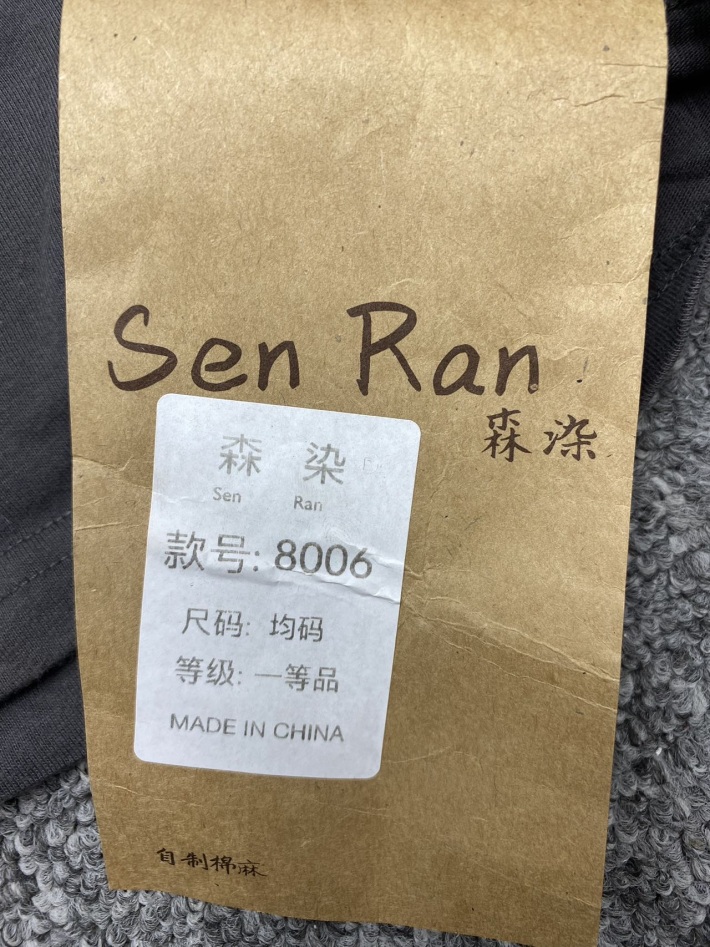 Sen Ran
森染
森 染
Sen Ran
款号: 8006
尺码: 均码
等级: 一等品
MADE IN CHINA
自制棉麻